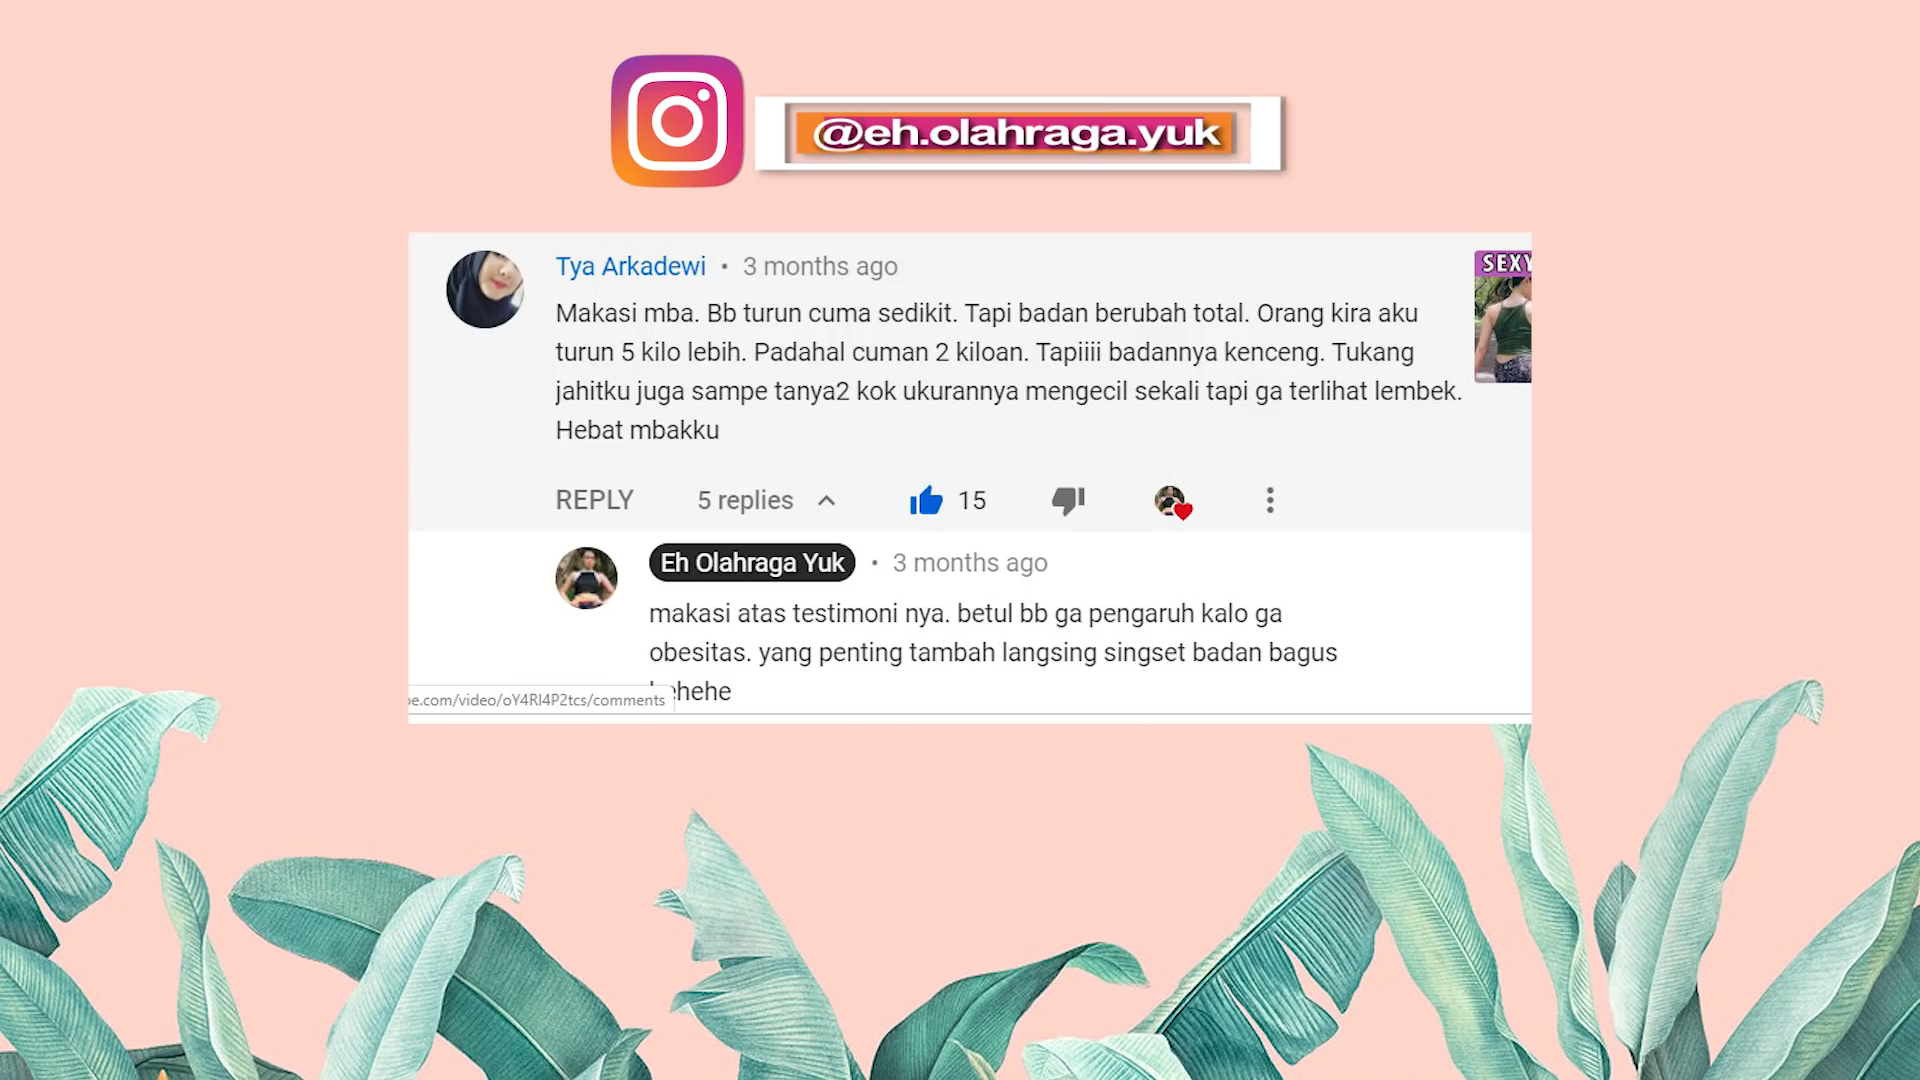 @eh.olahraga.yuk
Tya Arkadewi • 3 months ago
SEXY
Makasi mba. Bb turun cuma sedikit. Tapi badan berubah total. Orang kira aku
turun 5 kilo lebih. Padahal cuman 2 kiloan. Tapiiii badannya kenceng. Tukang
jahitku juga sampe tanya2 kok ukurannya mengecil sekali tapi ga terlihat lembek.
Hebat mbakku
REPLY 5 replies 15
Eh Olahraga Yuk • 3 months ago
makasi atas testimoni nya. betul bb ga pengaruh kalo ga
obesitas. yang penting tambah langsing singset badan bagus
hehehe
be.com/video/oY4RI4P2tcs/comments